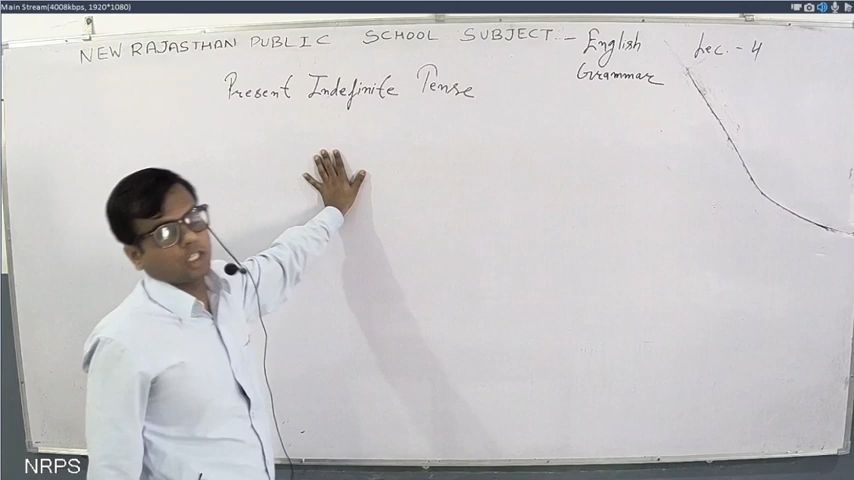 Main Stream(4008kbps, 1920*1080)
NEW RAJASTHAN PUBLIC SCHOOL SUBJECT:- English Lec. - 4
Grammar
Present Indefinite Tense
NRPS